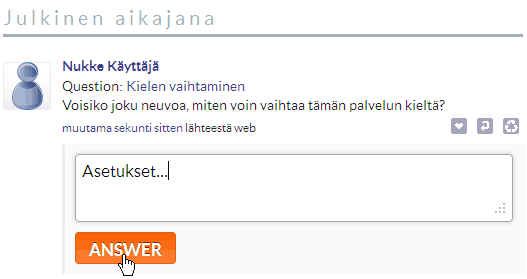 Julkinen aikajana
Nukke Käyttäjä
Question: Kielen vaihtaminen
Voisiko joku neuvoa, miten voin vaihtaa tämän palvelun kieltä?
muutama sekunti sitten lähteestä web
Asetukset...
ANSWER